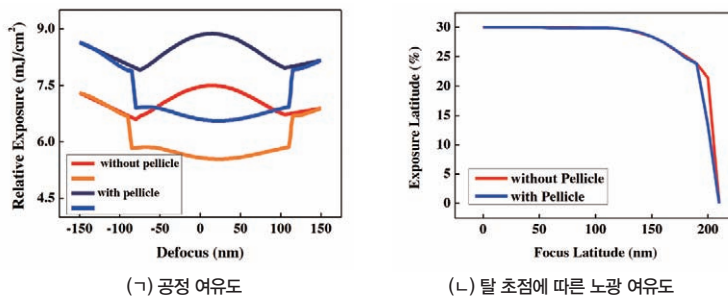 Relative Exposure (mJ/cm²)
9.0
7.5
6.0
4.5
without pellicle
with pellicle
-150 -100 -50 0 50 100 150
Defocus (nm)
(ㄱ) 공정 여유도
Exposure Latitude (%)
30
25
20
15
10
5
0
without Pellicle
with Pellicle
0 50 100 150 200
Focus Latitude (nm)
(ㄴ) 탈 초점에 따른 노광 여유도